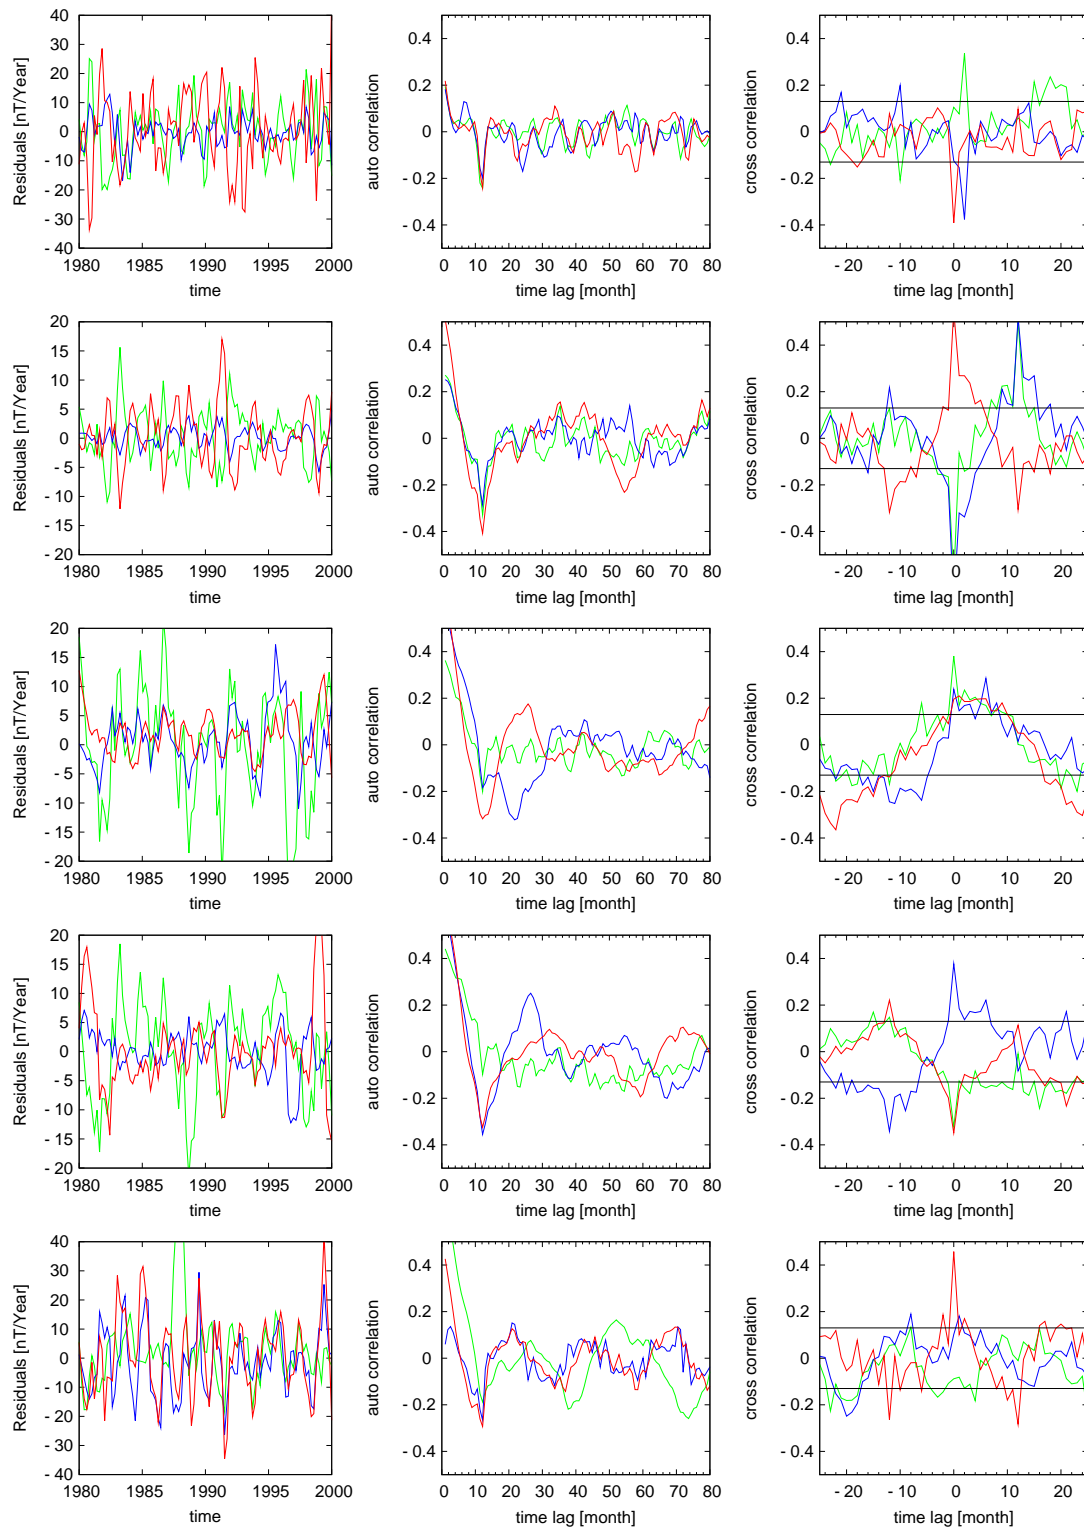 Residuals [nT/Year]
40
30
20
10
0
- 10
- 20
- 30
- 40
1980 1985 1990 1995 2000
time
auto correlation
0.4
0.2
0
- 0.2
- 0.4
0 10 20 30 40 50 60 70 80
time lag [month]
cross correlation
0.4
0.2
0
- 0.2
- 0.4
- 20 - 10 0 10 20
time lag [month]
Residuals [nT/Year]
20
15
10
5
0
- 5
- 10
- 15
- 20
1980 1985 1990 1995 2000
time
auto correlation
0.4
0.2
0
- 0.2
- 0.4
0 10 20 30 40 50 60 70 80
time lag [month]
cross correlation
0.4
0.2
0
- 0.2
- 0.4
- 20 - 10 0 10 20
time lag [month]
Residuals [nT/Year]
20
15
10
5
0
- 5
- 10
- 15
- 20
1980 1985 1990 1995 2000
time
auto correlation
0.4
0.2
0
- 0.2
- 0.4
0 10 20 30 40 50 60 70 80
time lag [month]
cross correlation
0.4
0.2
0
- 0.2
- 0.4
- 20 - 10 0 10 20
time lag [month]
Residuals [nT/Year]
20
15
10
5
0
- 5
- 10
- 15
- 20
1980 1985 1990 1995 2000
time
auto correlation
0.4
0.2
0
- 0.2
- 0.4
0 10 20 30 40 50 60 70 80
time lag [month]
cross correlation
0.4
0.2
0
- 0.2
- 0.4
- 20 - 10 0 10 20
time lag [month]
Residuals [nT/Year]
40
30
20
10
0
- 10
- 20
- 30
- 40
1980 1985 1990 1995 2000
time
auto correlation
0.4
0.2
0
- 0.2
- 0.4
0 10 20 30 40 50 60 70 80
time lag [month]
cross correlation
0.4
0.2
0
- 0.2
- 0.4
- 20 - 10 0 10 20
time lag [month]